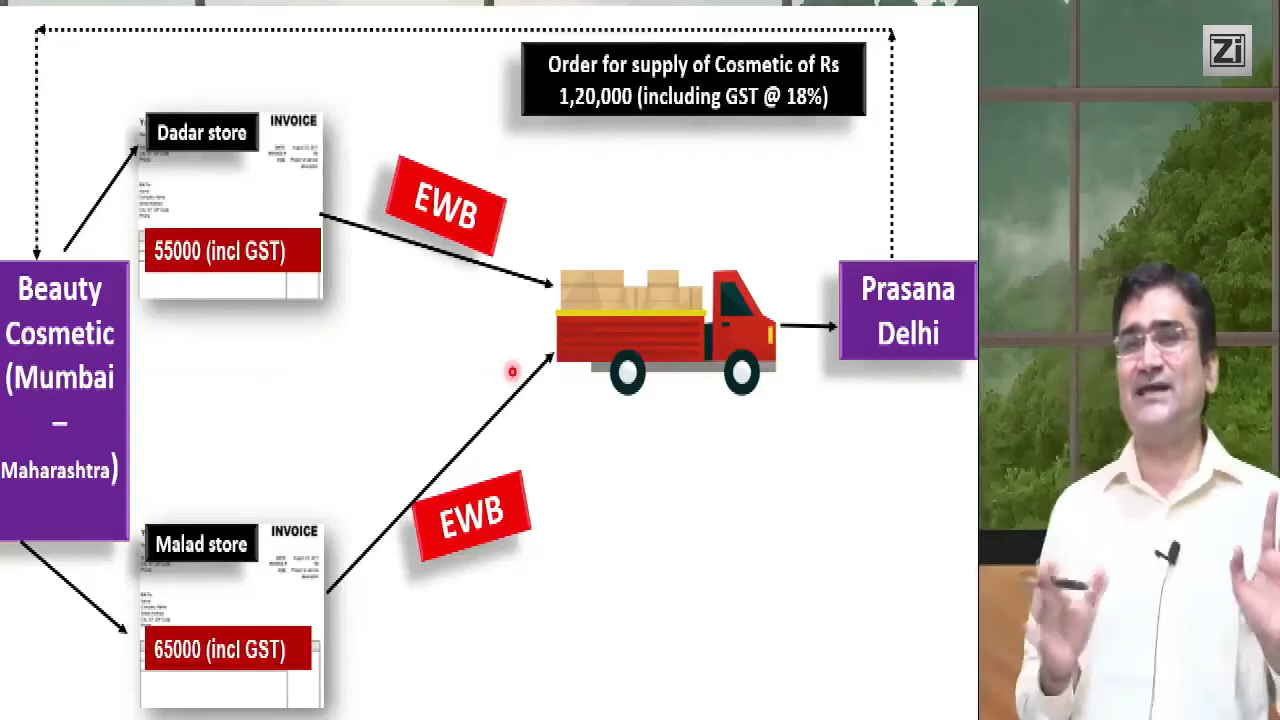 Zi
Order for supply of Cosmetic of Rs
1,20,000 (including GST @ 18%)
Dadar store
INVOICE
55000 (incl GST)
EWB
Beauty
Cosmetic
(Mumbai
–
Maharashtra)
Prasana
Delhi
EWB
Malad store
INVOICE
65000 (incl GST)